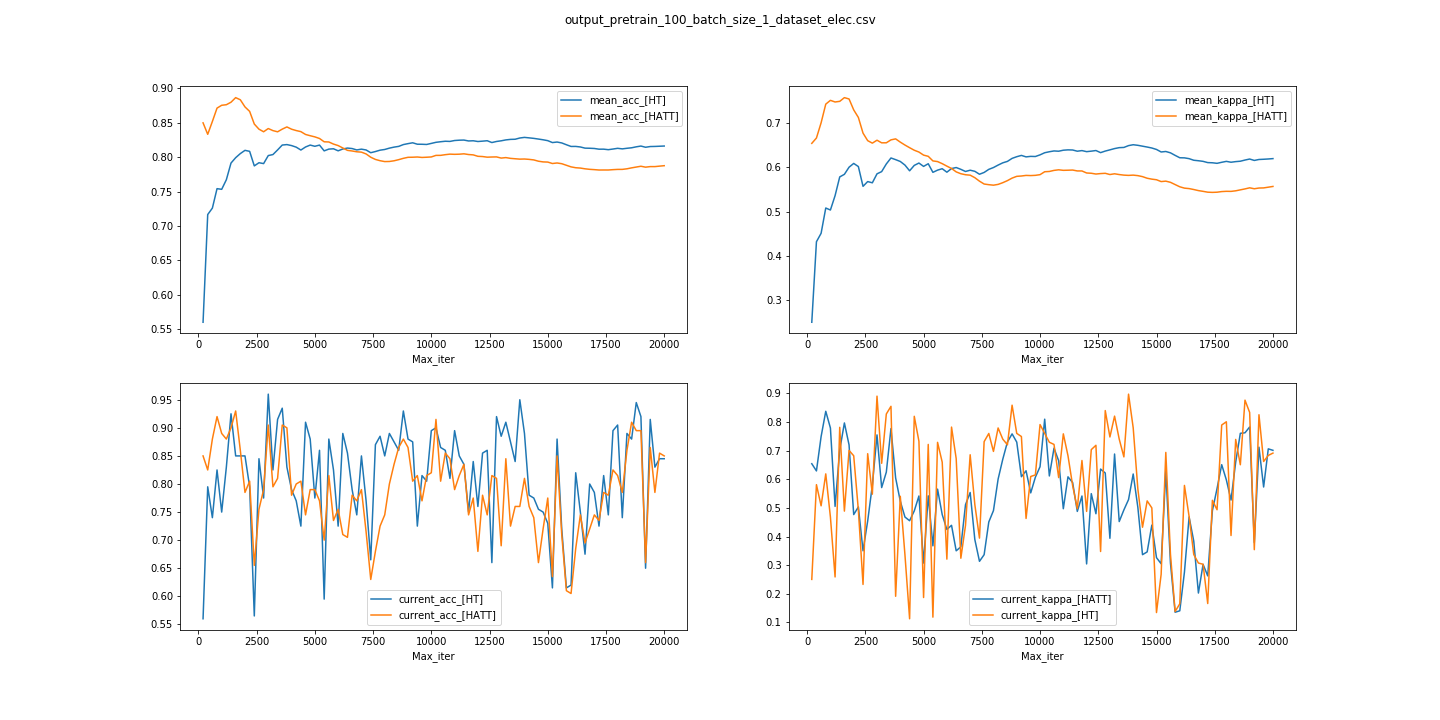 output_pretrain_100_batch_size_1_dataset_elec.csv
0.90
0.85
0.80
0.75
0.70
0.65
0.60
0.55
mean_acc_[HT]
mean_acc_[HATT]
0 2500 5000 7500 10000 12500 15000 17500 20000
Max_iter
0.7
0.6
0.5
0.4
0.3
mean_kappa_[HT]
mean_kappa_[HATT]
0 2500 5000 7500 10000 12500 15000 17500 20000
Max_iter
0.95
0.90
0.85
0.80
0.75
0.70
0.65
0.60
0.55
current_acc_[HT]
current_acc_[HATT]
0 2500 5000 7500 10000 12500 15000 17500 20000
Max_iter
0.9
0.8
0.7
0.6
0.5
0.4
0.3
0.2
0.1
current_kappa_[HATT]
current_kappa_[HT]
0 2500 5000 7500 10000 12500 15000 17500 20000
Max_iter